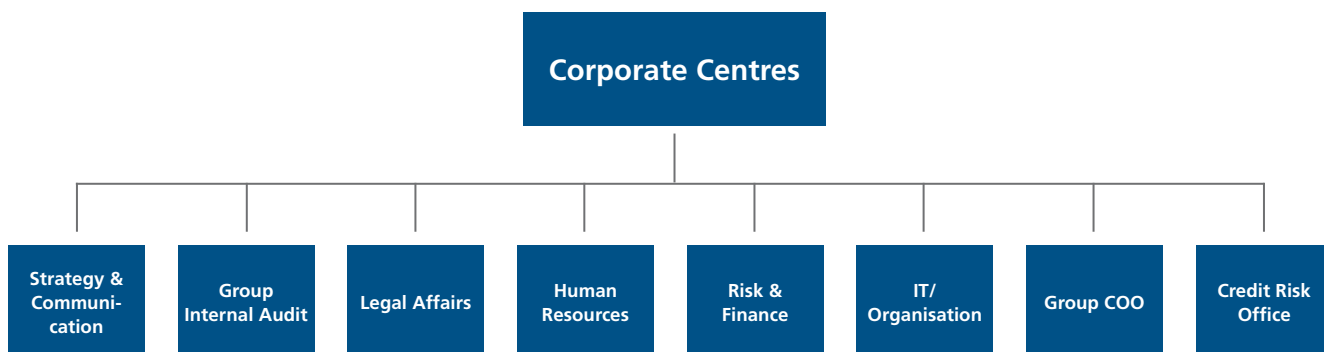 Corporate Centres
Strategy &
Communi-
cation
Group
Internal Audit
Legal Affairs
Human
Resources
Risk &
Finance
IT/
Organisation
Group COO
Credit Risk
Office